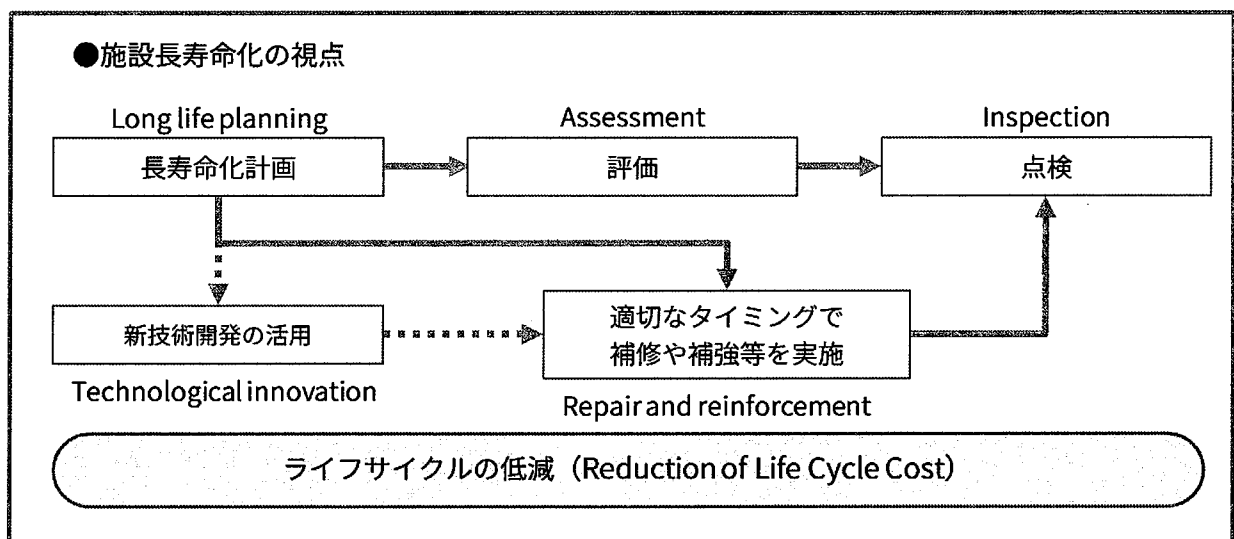 ●施設長寿命化の視点
Long life planning
Assessment
Inspection
長寿命化計画
評価
点検
新技術開発の活用
適切なタイミングで
補修や補強等を実施
Technological innovation
Repair and reinforcement
ライフサイクルの低減（Reduction of Life Cycle Cost）